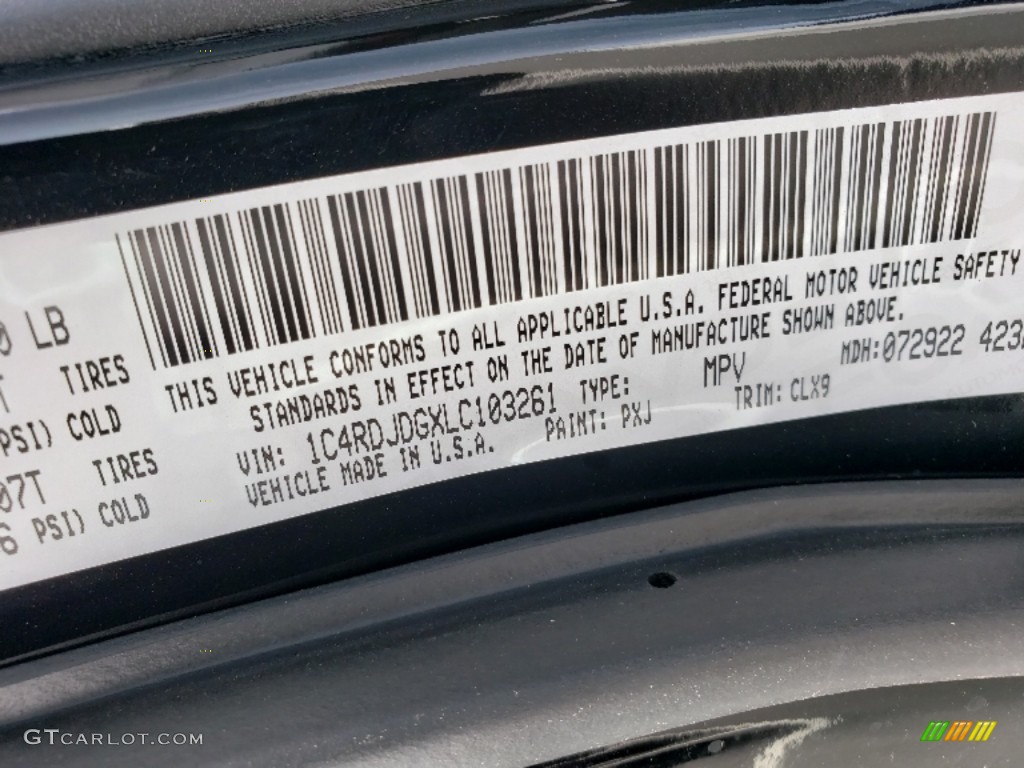 0 LB
T TIRES
PSI) COLD
07T TIRES
6 PSI) COLD
THIS VEHICLE CONFORMS TO ALL APPLICABLE U.S.A. FEDERAL MOTOR VEHICLE SAFETY
STANDARDS IN EFFECT ON THE DATE OF MANUFACTURE SHOWN ABOVE.
VIN: 1C4RDJDGXLC103261 TYPE: MPV MDH:072922 423
VEHICLE MADE IN U.S.A. PAINT: PXJ TRIM: CLX9
GTCARLOT.COM